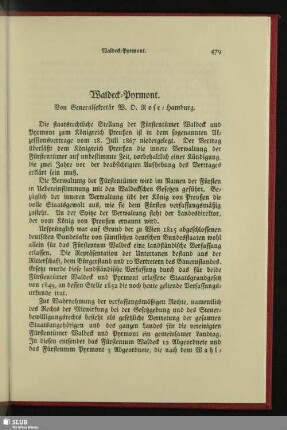 Waldeck-Pyrmont. 479
Waldeck-Pyrmont.
Von Generalsekretär W. O. Rose/Hamburg.
Die staatsrechtliche Stellung der Fürstentümer Waldeck und
Pyrmont zum Königreich Preußen ist in dem sogenannten Ak-
zessionsvertrage vom 18. Juli 1867 niedergelegt. Der Vertrag
überläßt dem Königreich Preußen die innere Verwaltung der
Fürstentümer auf unbestimmte Zeit, vorbehaltlich einer Kündigung,
die zwei Jahre vor der beabsichtigten Aufhebung des Vertrages
erklärt sein muß.
Die Verwaltung der Fürstentümer wird im Namen der Fürsten
in Uebereinstimmung mit den Waldeckschen Gesetzen geführt. Be-
züglich der inneren Verwaltung übt der König von Preußen die
volle Staatsgewalt aus, wie sie dem Fürsten verfassungsmäßig
zusteht. An der Spitze der Verwaltung steht der Landesdirektor,
der vom König von Preußen ernannt wird.
Ursprünglich war auf Grund der zu Wien 1815 abgeschlossenen
deutschen Bundesakte von sämtlichen deutschen Bundesstaaten wohl
allein für das Fürstentum Waldeck eine landständische Verfassung
erlassen. Die Repräsentation der Untertanen bestand aus der
Ritterschaft, dem Bürgerstand und 10 Vertretern des Bauernstandes.
Ersetzt wurde diese landständische Verfassung durch das für beide
Fürstentümer Waldeck und Pyrmont erlassene Staatsgrundgesetz
von 1849, an dessen Stelle 1852 die noch heute geltende Verfassungs-
urkunde trat.
Zur Wahrnehmung der verfassungsmäßigen Rechte, namentlich
des Rechts der Mitwirkung bei der Gesetzgebung und des Steuer-
bewilligungsrechts besteht als gesetzliche Vertretung der gesamten
Staatsangehörigen und des ganzen Landes für die vereinigten
Fürstentümer Waldeck und Pyrmont ein gemeinsamer Landtag.
In diesen entsendet das Fürstentum Waldeck 12 Abgeordnete und
das Fürstentum Pyrmont 3 Abgeordnete, die nach dem Wahl-
SLUB